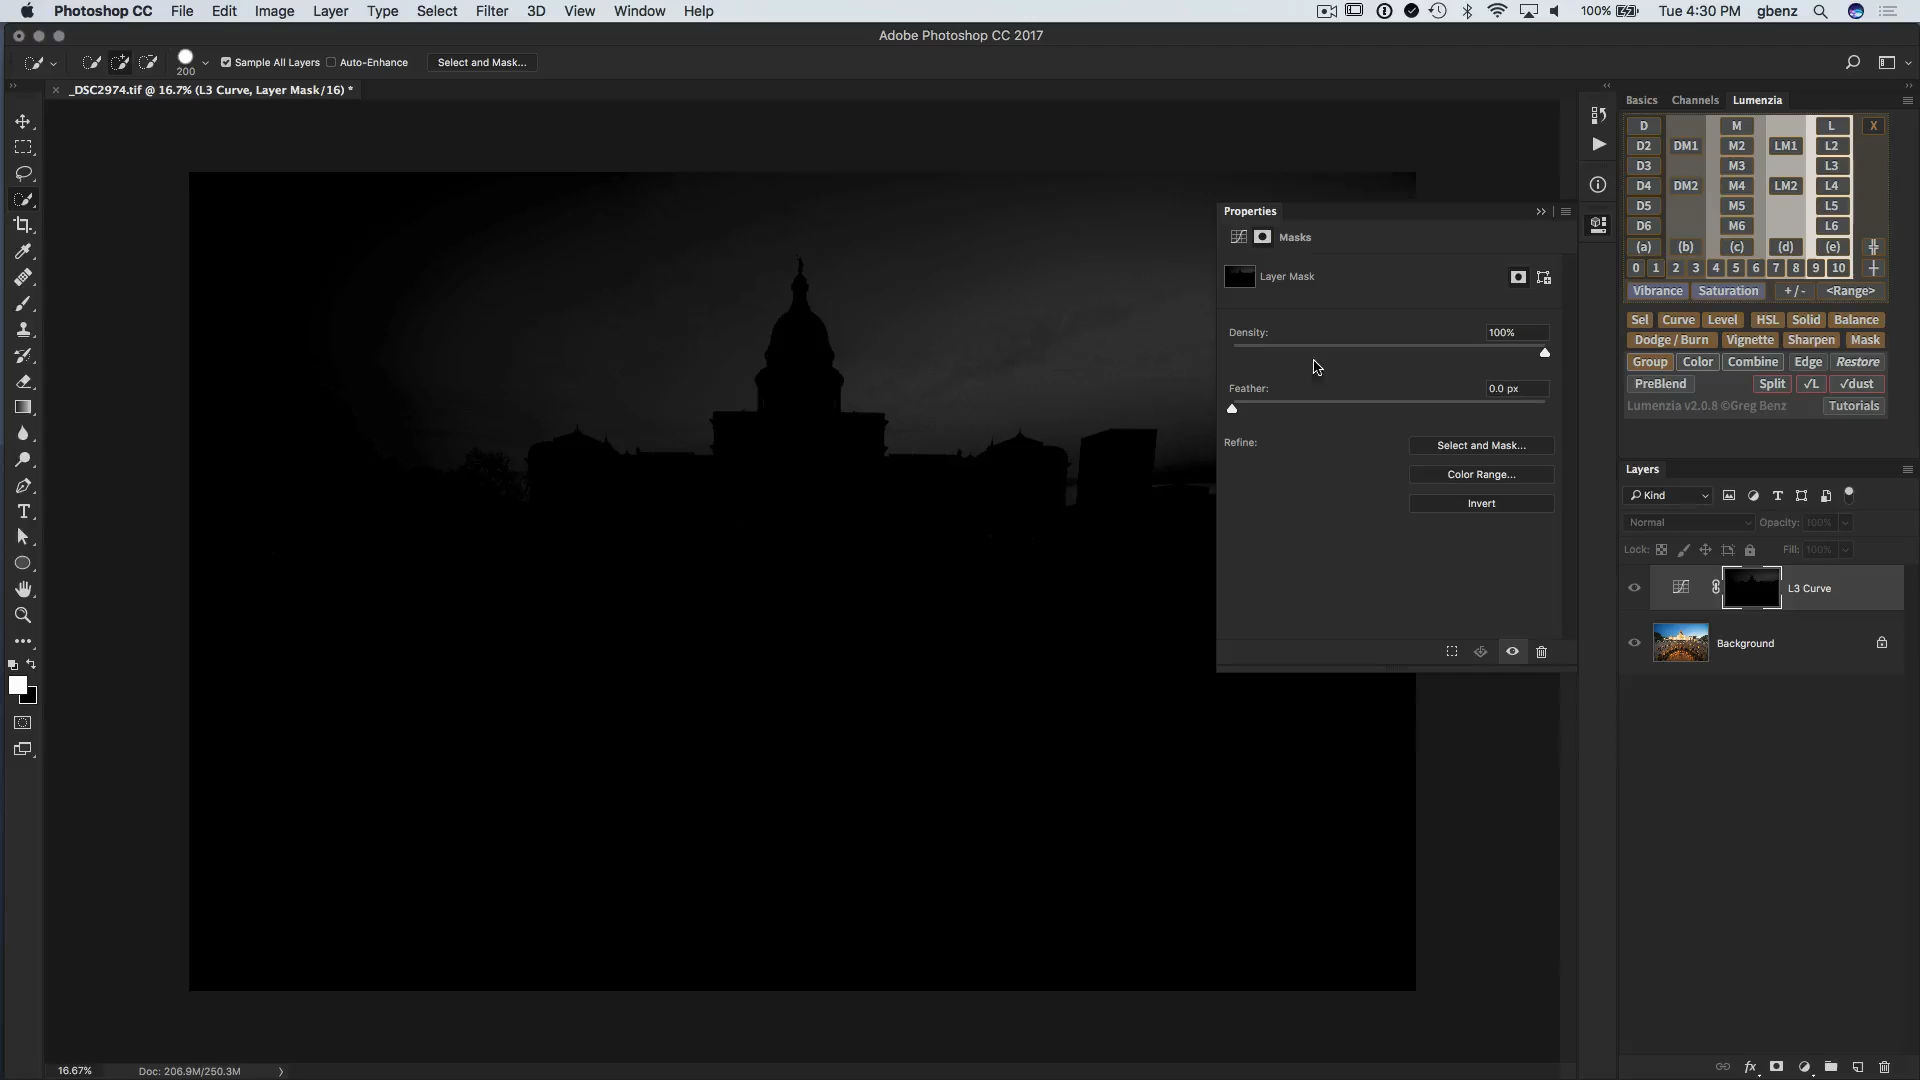 Photoshop CC File Edit Image Layer Type Select Filter 3D View Window Help 100% Tue 4:30 PM gbenz
Adobe Photoshop CC 2017
200 Sample All Layers Auto-Enhance Select and Mask...
_DSC2974.tif @ 16.7% (L3 Curve, Layer Mask/16) *
Basics Channels Lumenzia
D M L X
D2 DM1 M2 LM1 L2
D3 M3 L3
D4 DM2 M4 LM2 L4
D5 M5 L5
D6 M6 L6
(a) (b) (c) (d) (e)
0 1 2 3 4 5 6 7 8 9 10
Vibrance Saturation + / - <Range>
Sel Curve Level HSL Solid Balance
Dodge / Burn Vignette Sharpen Mask
Group Color Combine Edge Restore
PreBlend Split √L √dust
Lumenzia v2.0.8 ©Greg Benz Tutorials
Properties
Masks
Layer Mask
Density: 100%
Feather: 0.0 px
Refine: Select and Mask...
Color Range...
Invert
Layers
Kind
Normal Opacity: 100%
Lock: Fill: 100%
L3 Curve
Background
16.67% Doc: 206.9M/250.3M